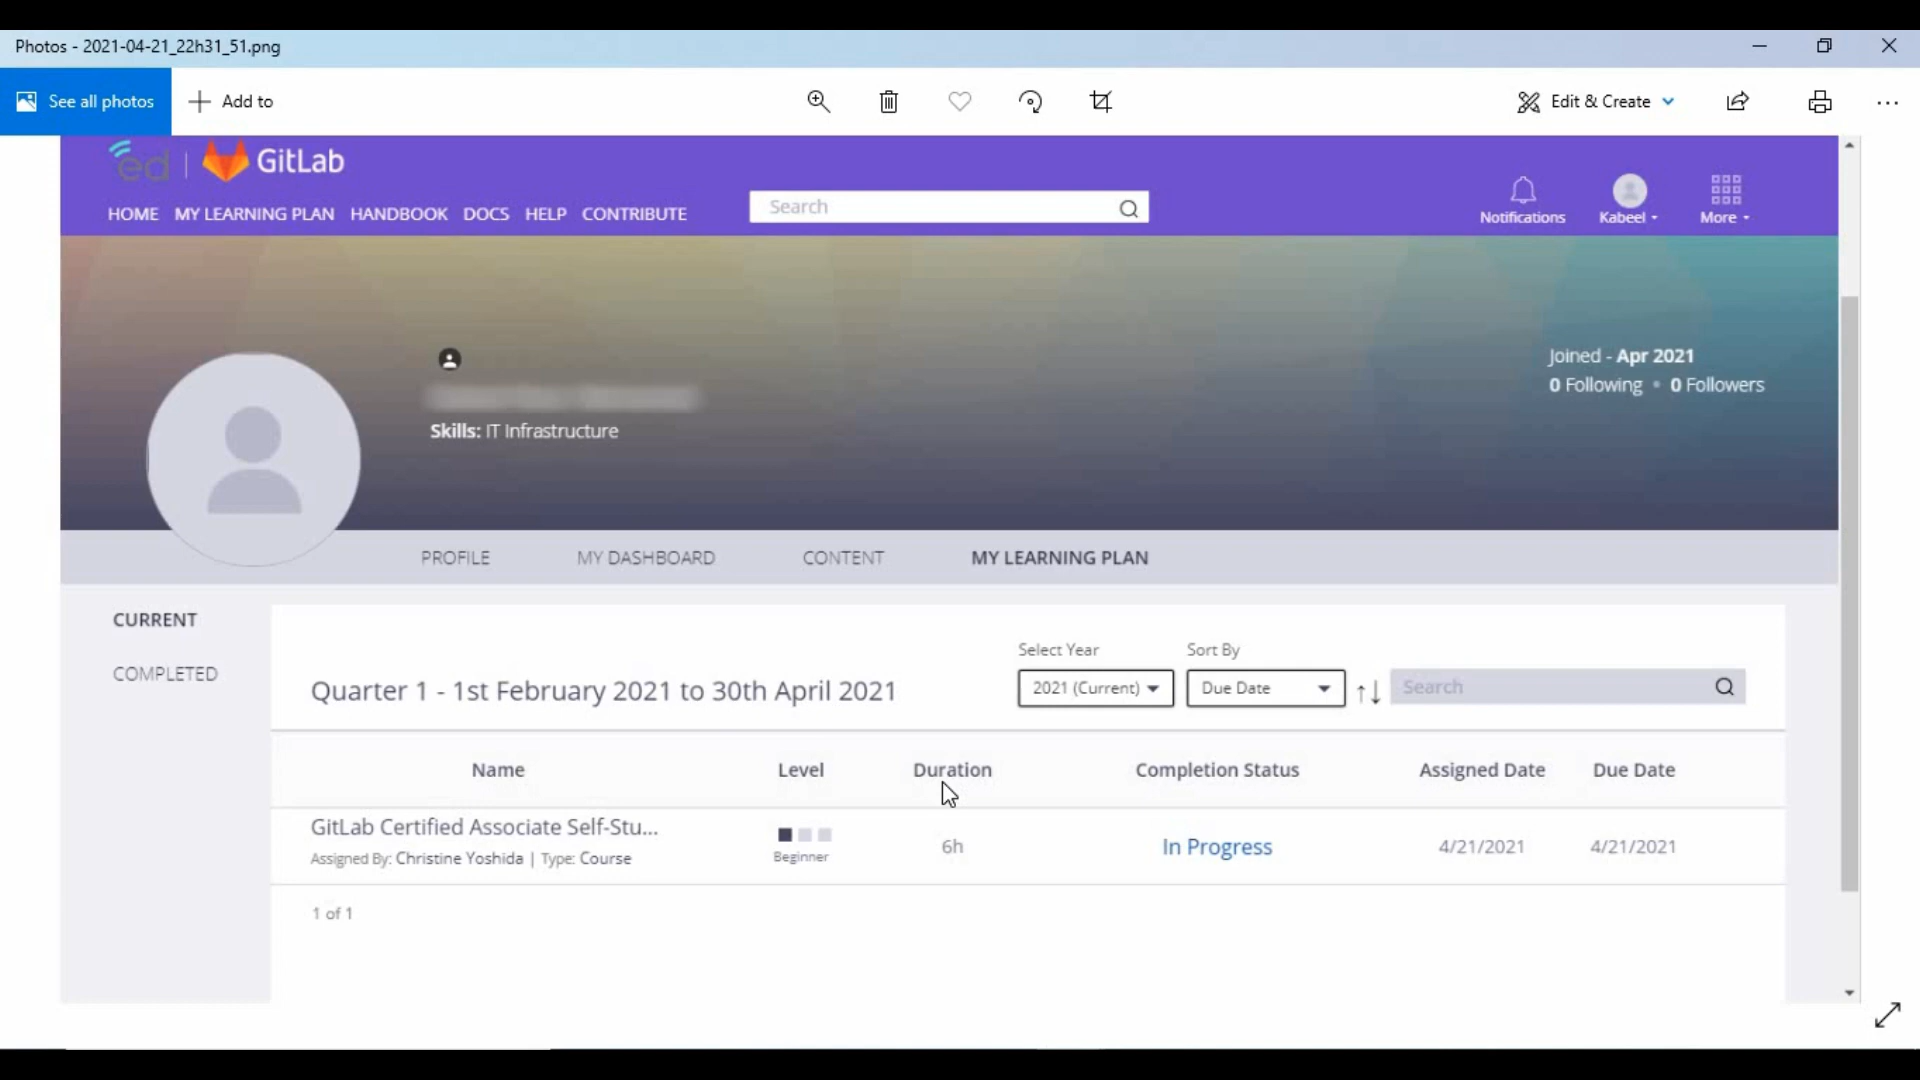 Photos - 2021-04-21_22h31_51.png
See all photos
Add to
Edit & Create
ed | GitLab
HOME MY LEARNING PLAN HANDBOOK DOCS HELP CONTRIBUTE
Search
Notifications
Kabeel
More
Joined - Apr 2021
0 Following • 0 Followers
Skills: IT Infrastructure
PROFILE MY DASHBOARD CONTENT MY LEARNING PLAN
CURRENT
COMPLETED
Select Year
Sort By
Quarter 1 - 1st February 2021 to 30th April 2021
2021 (Current)
Due Date
Search
Name Level Duration Completion Status Assigned Date Due Date
GitLab Certified Associate Self-Stu...
Assigned By: Christine Yoshida | Type: Course
Beginner
6h
In Progress
4/21/2021
4/21/2021
1 of 1